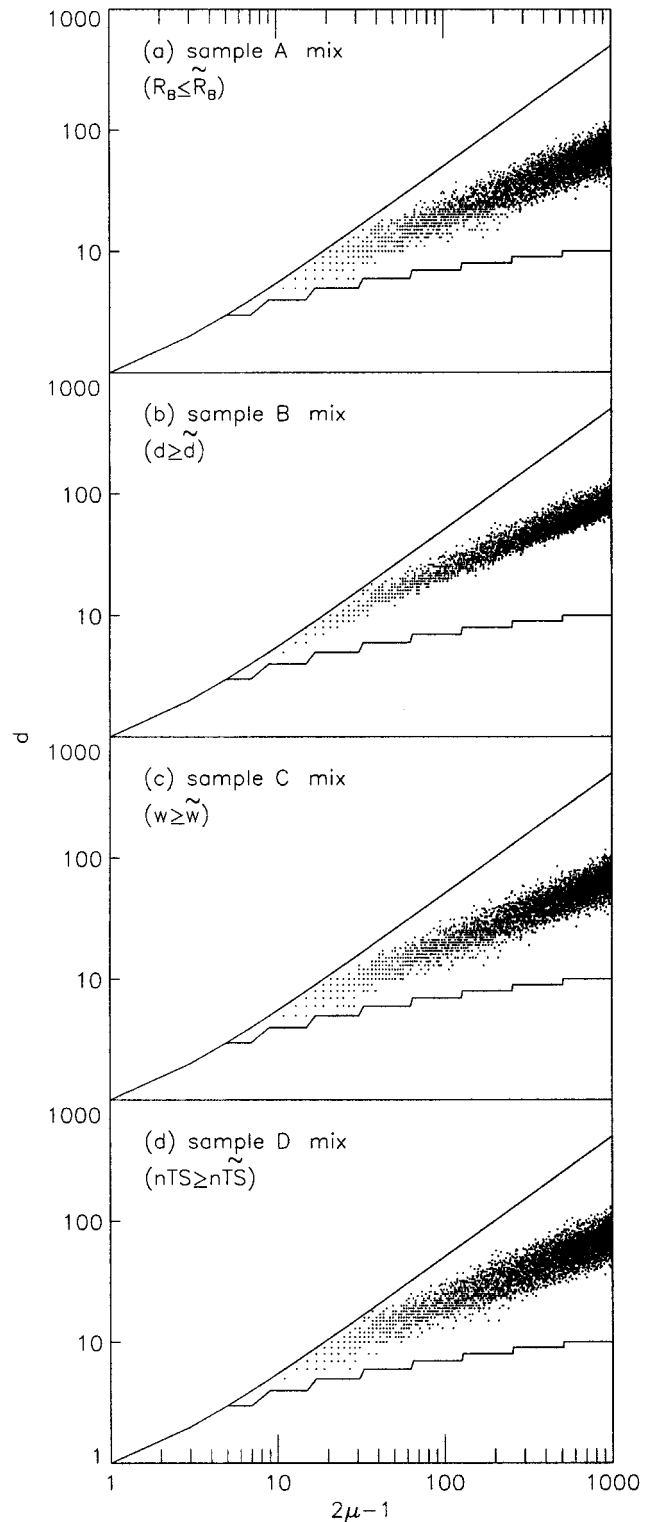 1000
(a) sample A mix
(R_B≤R̃_B)
100
10
1000
(b) sample B mix
(d≥d̃)
100
10
d
1000
(c) sample C mix
(w≥w̃)
100
10
1000
(d) sample D mix
(nTS≥nT̃S)
100
10
1
1 10 100 1000
2μ−1